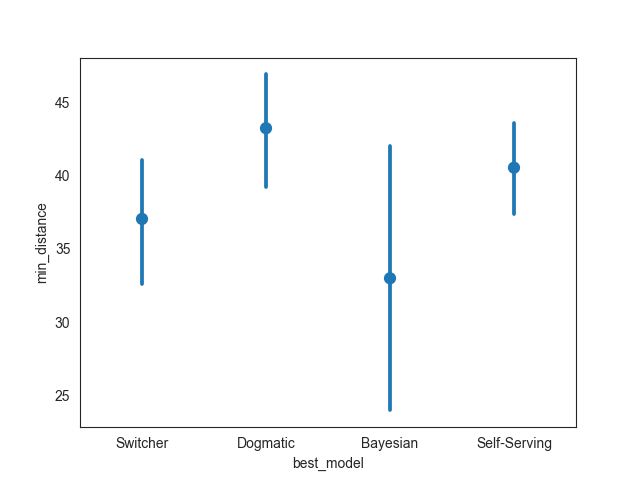 45
40
35
30
25
min_distance
Switcher Dogmatic Bayesian Self-Serving
best_model